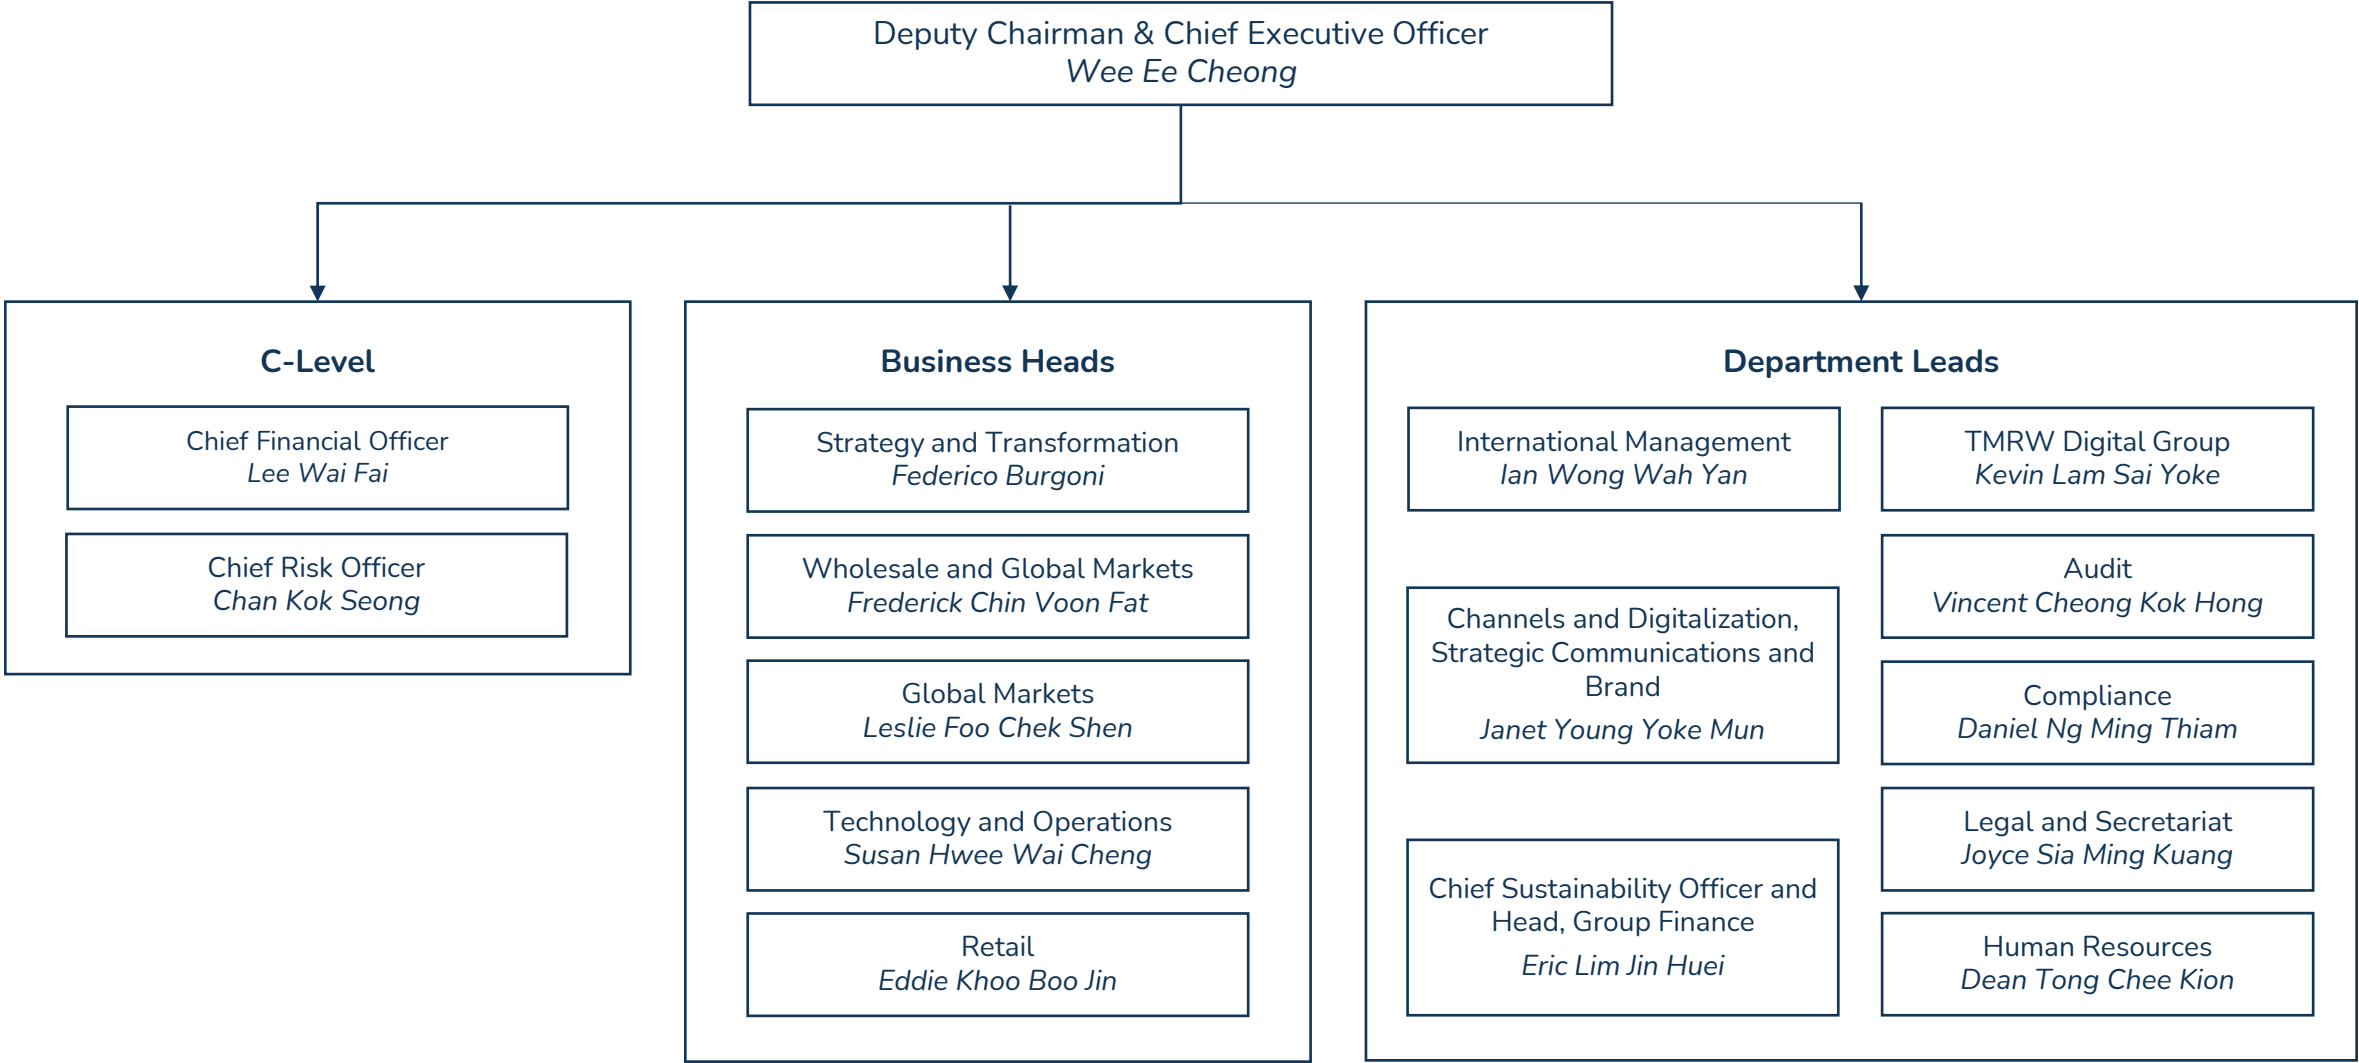 Deputy Chairman & Chief Executive Officer
Wee Ee Cheong
C-Level
Chief Financial Officer
Lee Wai Fai
Chief Risk Officer
Chan Kok Seong
Business Heads
Strategy and Transformation
Federico Burgoni
Wholesale and Global Markets
Frederick Chin Voon Fat
Global Markets
Leslie Foo Chek Shen
Technology and Operations
Susan Hwee Wai Cheng
Retail
Eddie Khoo Boo Jin
Department Leads
International Management
Ian Wong Wah Yan
Channels and Digitalization,
Strategic Communications and
Brand
Janet Young Yoke Mun
Chief Sustainability Officer and
Head, Group Finance
Eric Lim Jin Huei
TMRW Digital Group
Kevin Lam Sai Yoke
Audit
Vincent Cheong Kok Hong
Compliance
Daniel Ng Ming Thiam
Legal and Secretariat
Joyce Sia Ming Kuang
Human Resources
Dean Tong Chee Kion